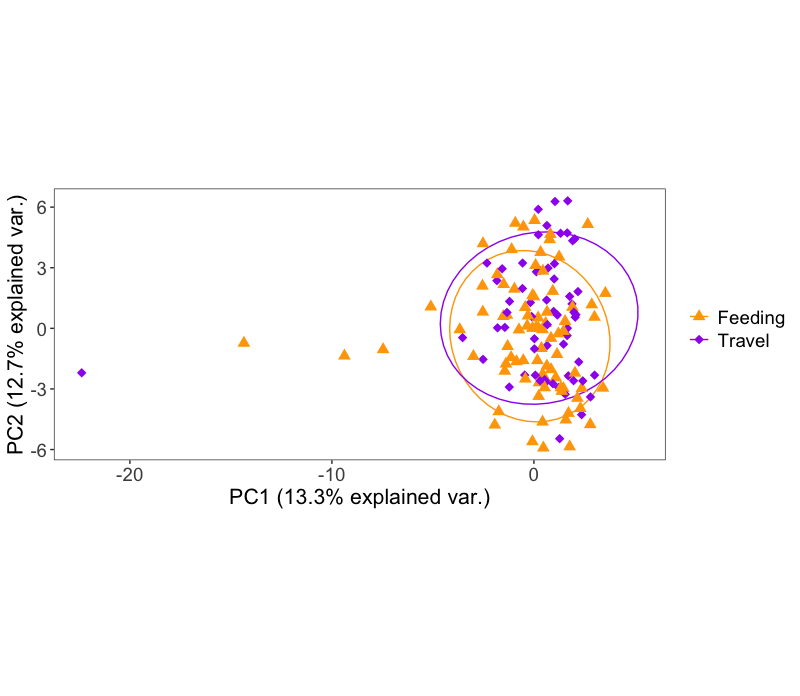 PC2 (12.7% explained var.)
6
3
0
-3
-6
-20
-10
0
PC1 (13.3% explained var.)
Feeding
Travel